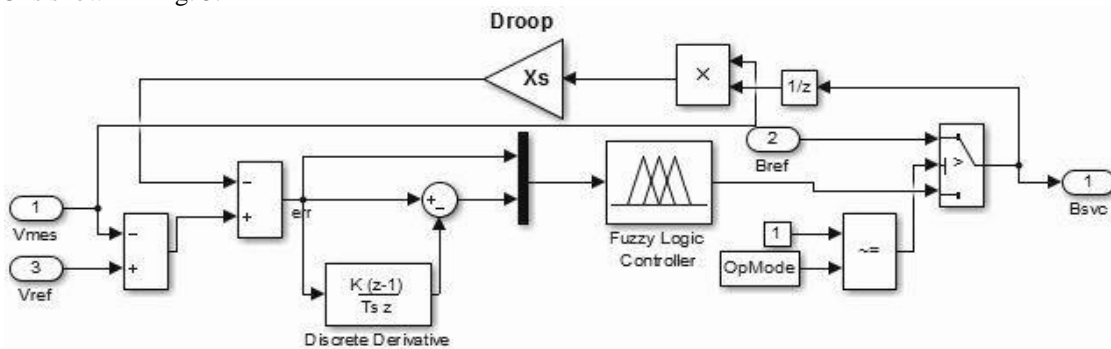 Droop
Xs
×
1/z
2
Bref
>
1
Bsvc
1
Vmes
3
Vref
−
+
−
+
err
+
−
K (z-1)
Ts z
Discrete Derivative
Fuzzy Logic
Controller
1
OpMode
~=